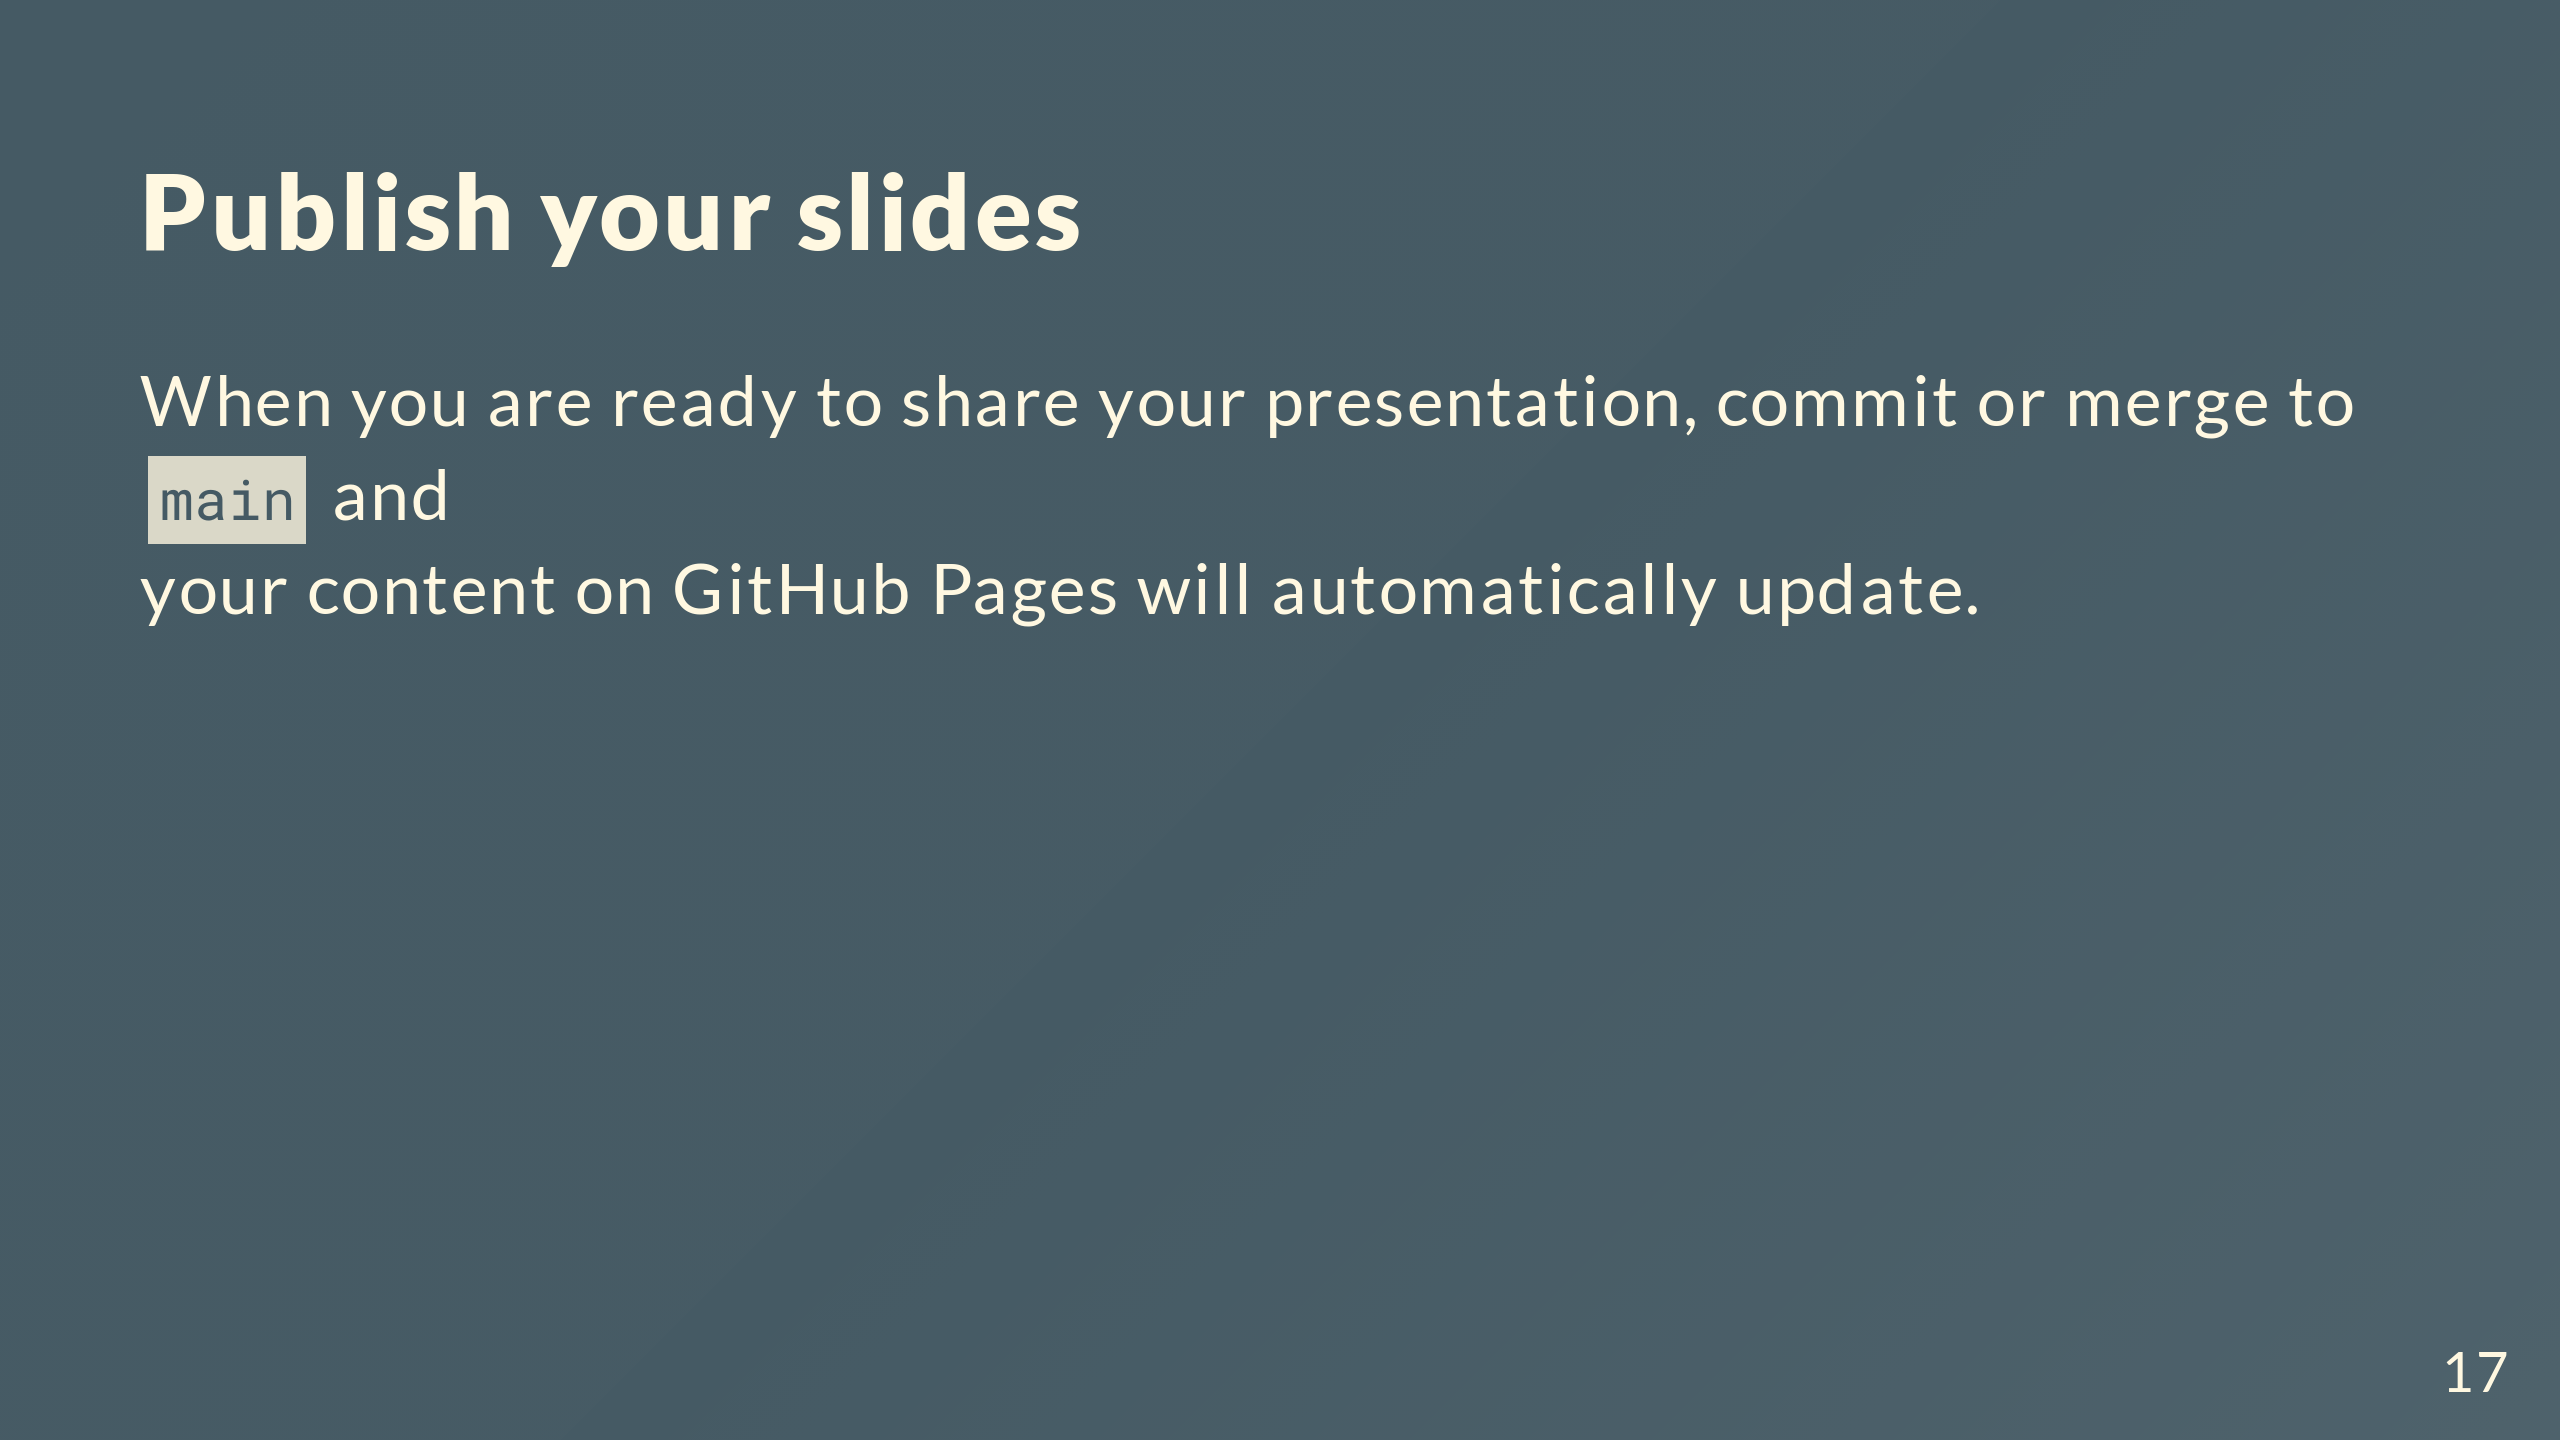 Publish your slides
When you are ready to share your presentation, commit or merge to
main and
your content on GitHub Pages will automatically update.
17